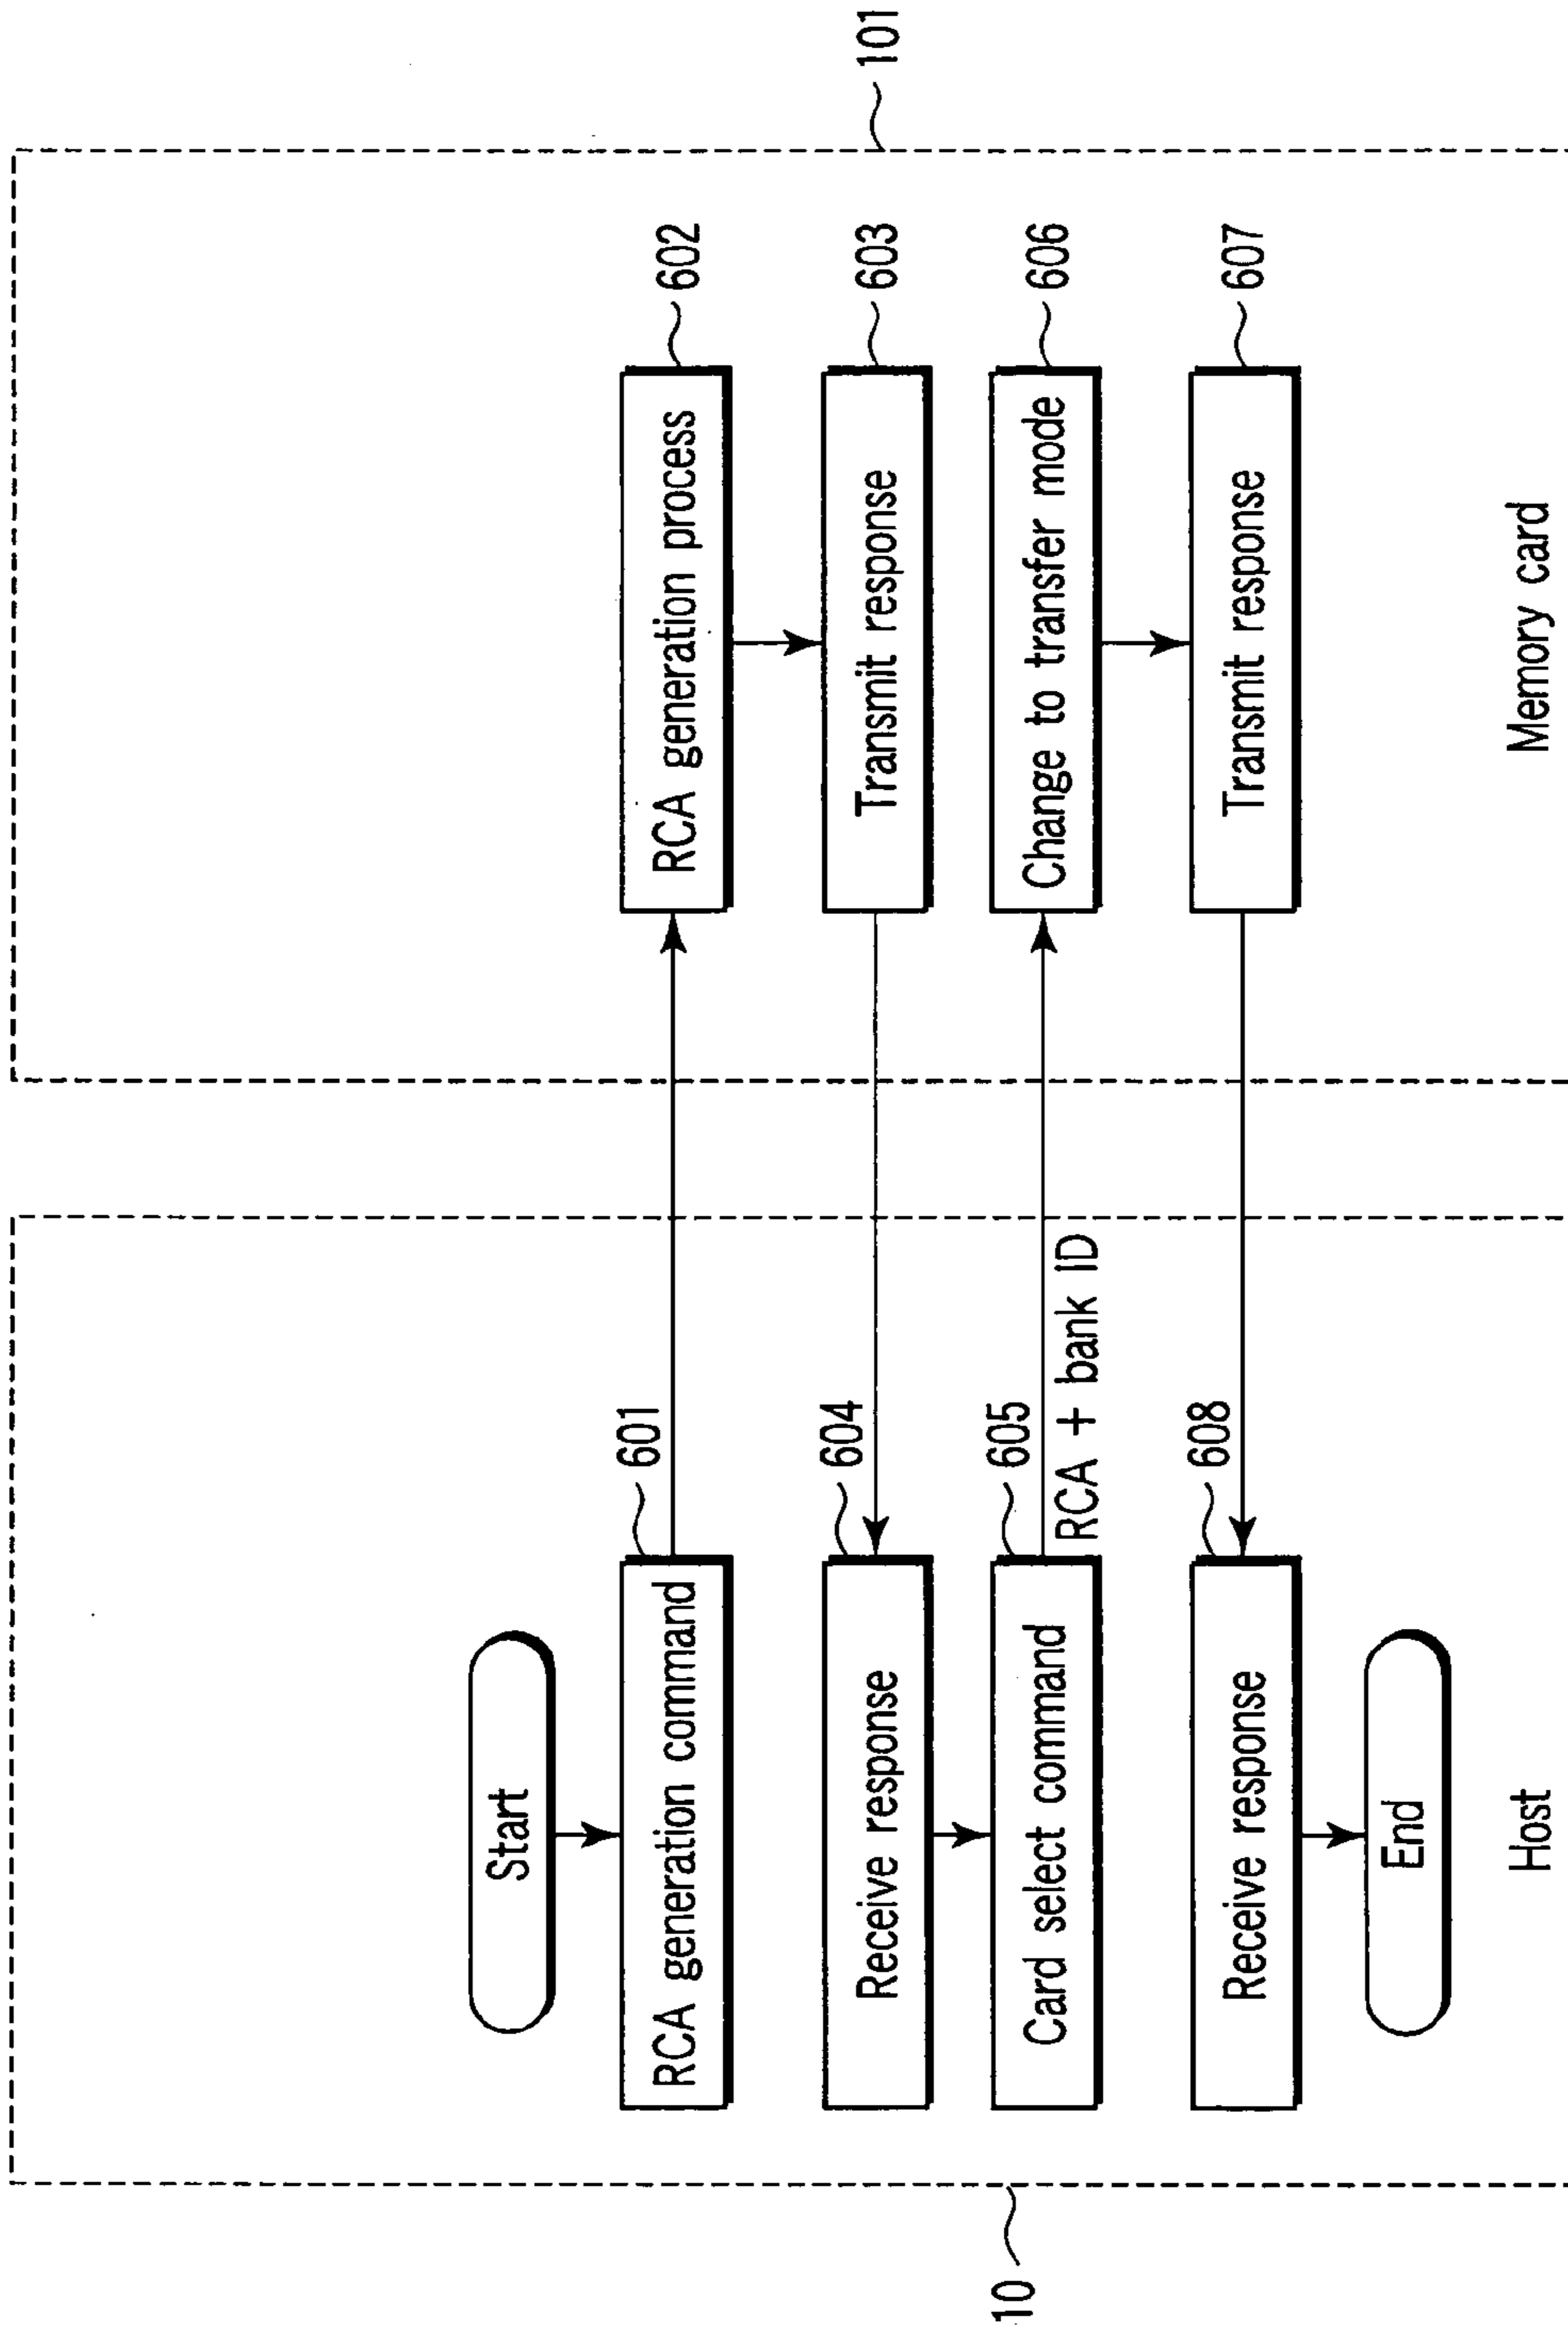 Start
601
RCA generation command
RCA generation process
602
604
Receive response
Transmit response
603
605
Card select command
RCA + bank ID
Change to transfer mode
606
608
Receive response
Transmit response
607
End
Host
Memory card
10
101